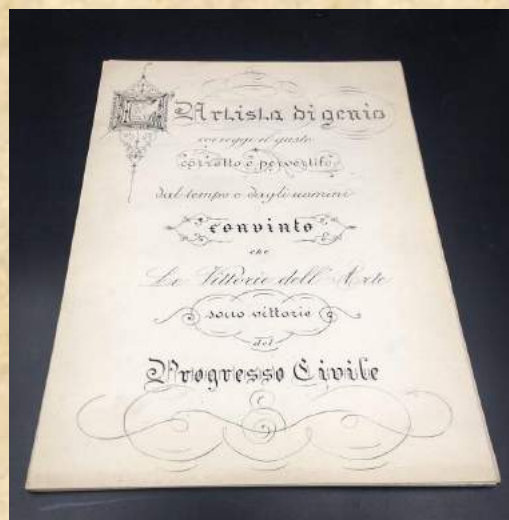 L'Artista di genio
corregge il gusto
corrotto e pervertito
dal tempo e dagli uomini
convinto
che
Le Vittorie dell'Arte
sono vittorie
del
Progresso Civile